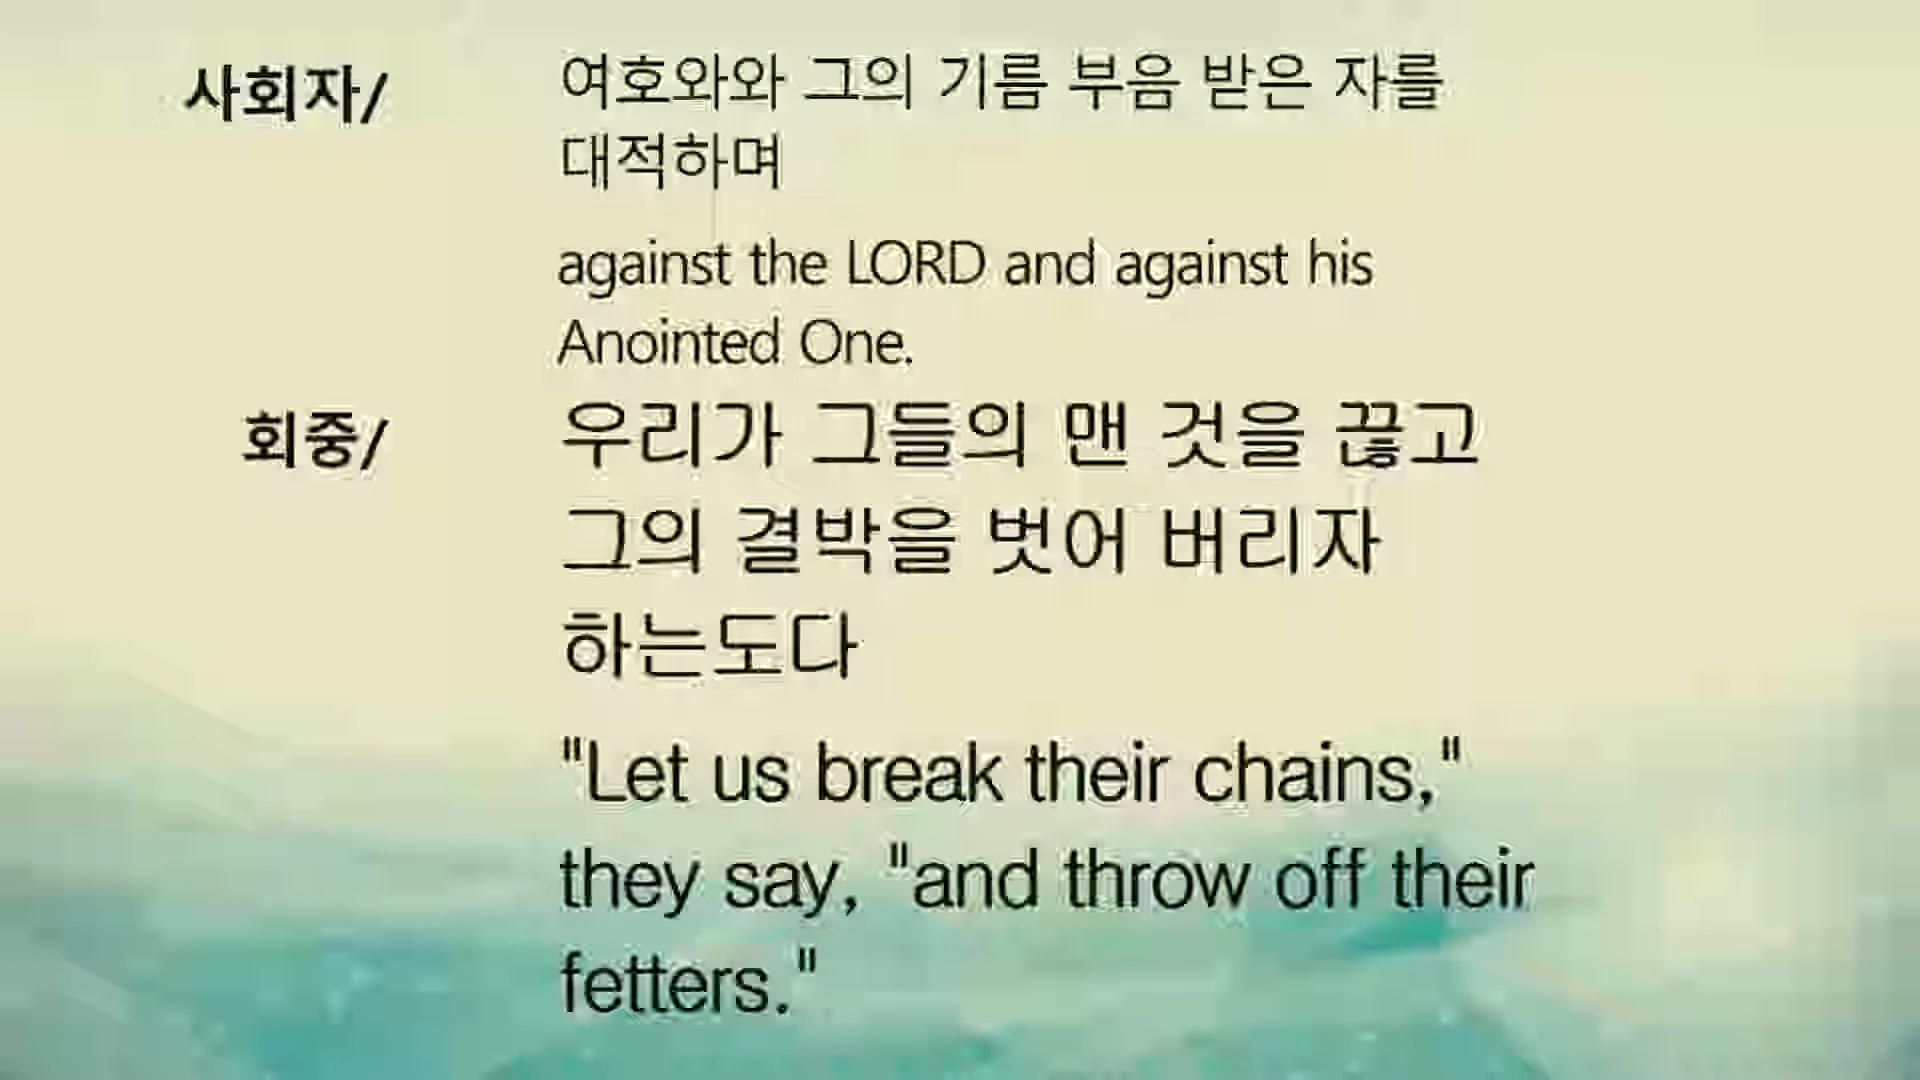 사회자/ 여호와와 그의 기름 부음 받은 자를
대적하며
against the LORD and against his
Anointed One.
회중/ 우리가 그들의 맨 것을 끊고
그의 결박을 벗어 버리자
하는도다
"Let us break their chains,"
they say, "and throw off their
fetters."